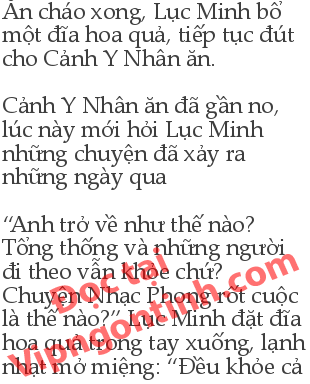 Ăn cháo xong, Lục Minh bổ
một đĩa hoa quả, tiếp tục đút
cho Cảnh Y Nhân ăn.
Cảnh Y Nhân ăn đã gần no,
lúc này mới hỏi Lục Minh
những chuyện đã xảy ra
những ngày qua
“Anh trở về như thế nào?
Tổng thống và những người
đi theo vẫn khỏe chứ?
Chuyện Nhạc Phong rốt cuộc
là thế nào?” Lục Minh đặt đĩa
hoa quả trong tay xuống, lạnh
nhạt mở miệng: “Đều khỏe cả
Đọc tại
Vipngontinh.com